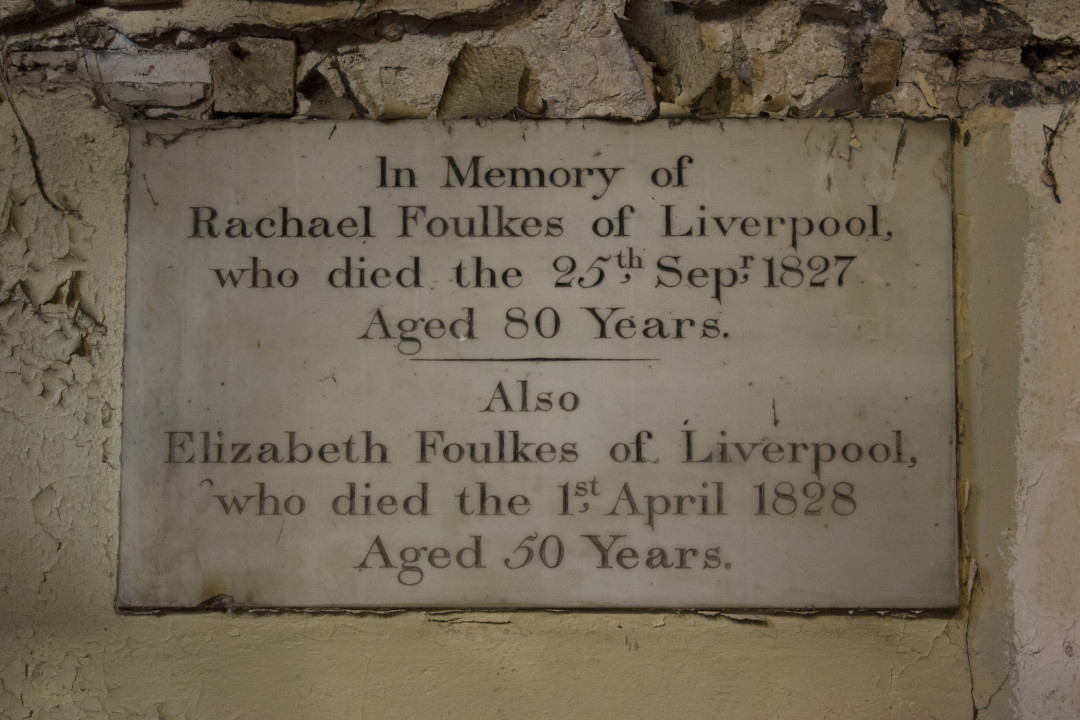 In Memory of
Rachael Foulkes of Liverpool,
who died the 25th, Sepr, 1827
Aged 80 Years.
Also
Elizabeth Foulkes of Liverpool,
who died the 1st, April 1828
Aged 50 Years.